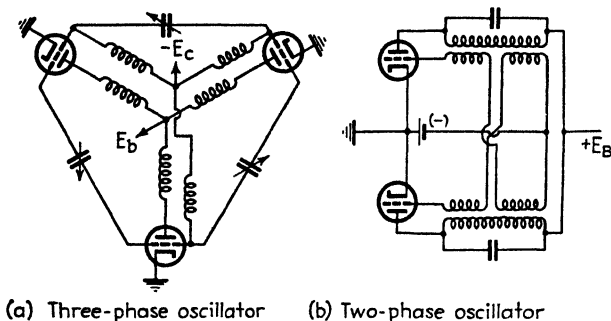 -Ec
Eb
(-)
+EB
(a) Three-phase oscillator
(b) Two-phase oscillator